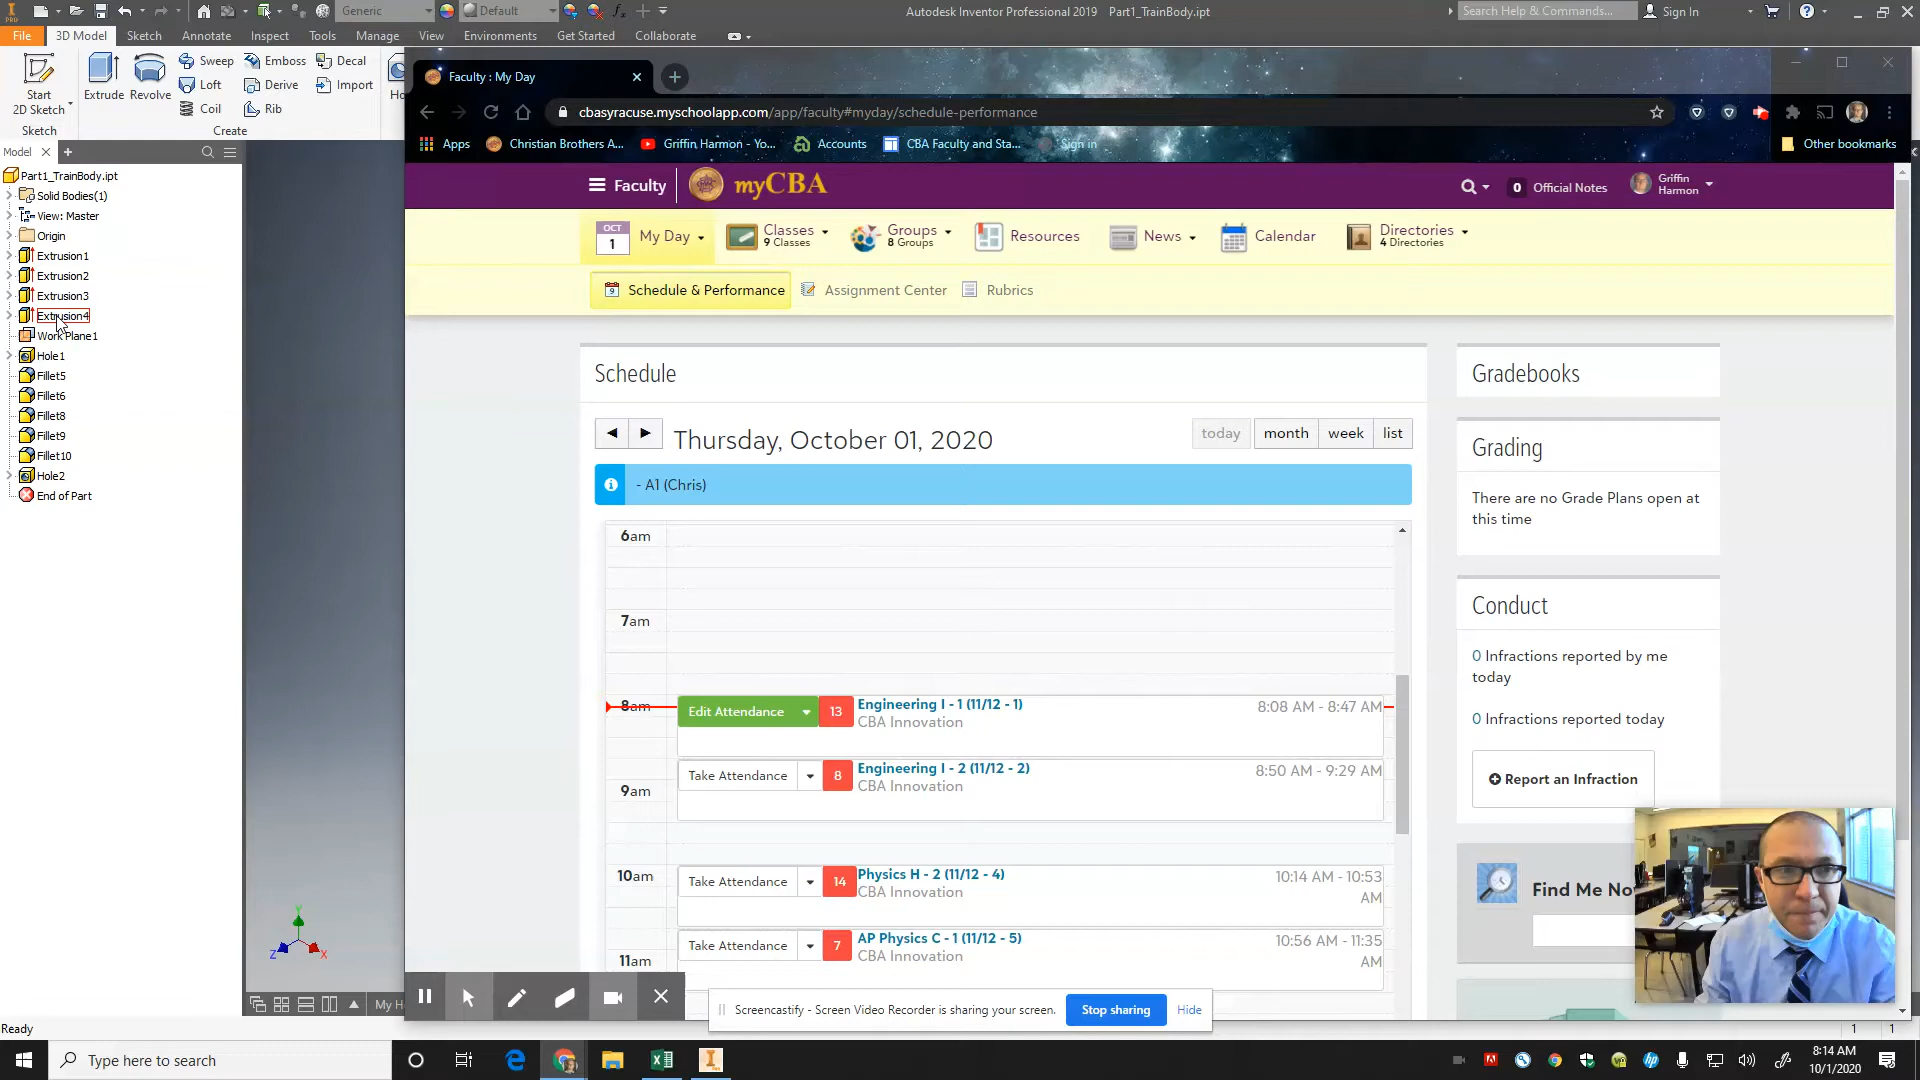 Generic
Default
Autodesk Inventor Professional 2019 Part1_TrainBody.ipt
Search Help & Commands...
Sign In
File 3D Model Sketch Annotate Inspect Tools Manage View Environments Get Started Collaborate
Start
2D Sketch
Sketch
Extrude
Revolve
Sweep
Loft
Coil
Emboss
Derive
Rib
Decal
Import
Create
Model
Part1_TrainBody.ipt
Solid Bodies(1)
View: Master
Origin
Extrusion1
Extrusion2
Extrusion3
Extrusion4
Work Plane1
Hole1
Fillet5
Fillet6
Fillet8
Fillet9
Fillet10
Hole2
End of Part
Faculty : My Day
cbasyracuse.myschoolapp.com/app/faculty#myday/schedule-performance
Apps Christian Brothers A... Griffin Harmon - Yo... Accounts CBA Faculty and Sta... Sign in Other bookmarks
Faculty myCBA
0 Official Notes
Griffin
Harmon
OCT
1
My Day
Classes
9 Classes
Groups
8 Groups
Resources
News
Calendar
Directories
4 Directories
Schedule & Performance Assignment Center Rubrics
Schedule
Thursday, October 01, 2020
today month week list
- A1 (Chris)
6am
7am
8am
Edit Attendance 13 Engineering I - 1 (11/12 - 1) 8:08 AM - 8:47 AM
CBA Innovation
Take Attendance 8 Engineering I - 2 (11/12 - 2) 8:50 AM - 9:29 AM
CBA Innovation
9am
10am
Take Attendance 14 Physics H - 2 (11/12 - 4) 10:14 AM - 10:53
AM
CBA Innovation
Take Attendance 7 AP Physics C - 1 (11/12 - 5) 10:56 AM - 11:35
AM
CBA Innovation
11am
Gradebooks
Grading
There are no Grade Plans open at
this time
Conduct
0 Infractions reported by me
today
0 Infractions reported today
Report an Infraction
Find Me No
Screencastify - Screen Video Recorder is sharing your screen.
Stop sharing
Hide
X
Y
Z
My H
Ready
1 1
Type here to search
8:14 AM
10/1/2020